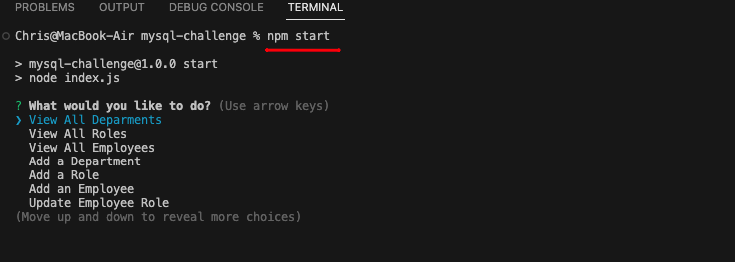 PROBLEMS OUTPUT DEBUG CONSOLE TERMINAL
Chris@MacBook-Air mysql-challenge % npm start
> mysql-challenge@1.0.0 start
> node index.js
? What would you like to do? (Use arrow keys)
❯ View All Deparments
View All Roles
View All Employees
Add a Department
Add a Role
Add an Employee
Update Employee Role
(Move up and down to reveal more choices)